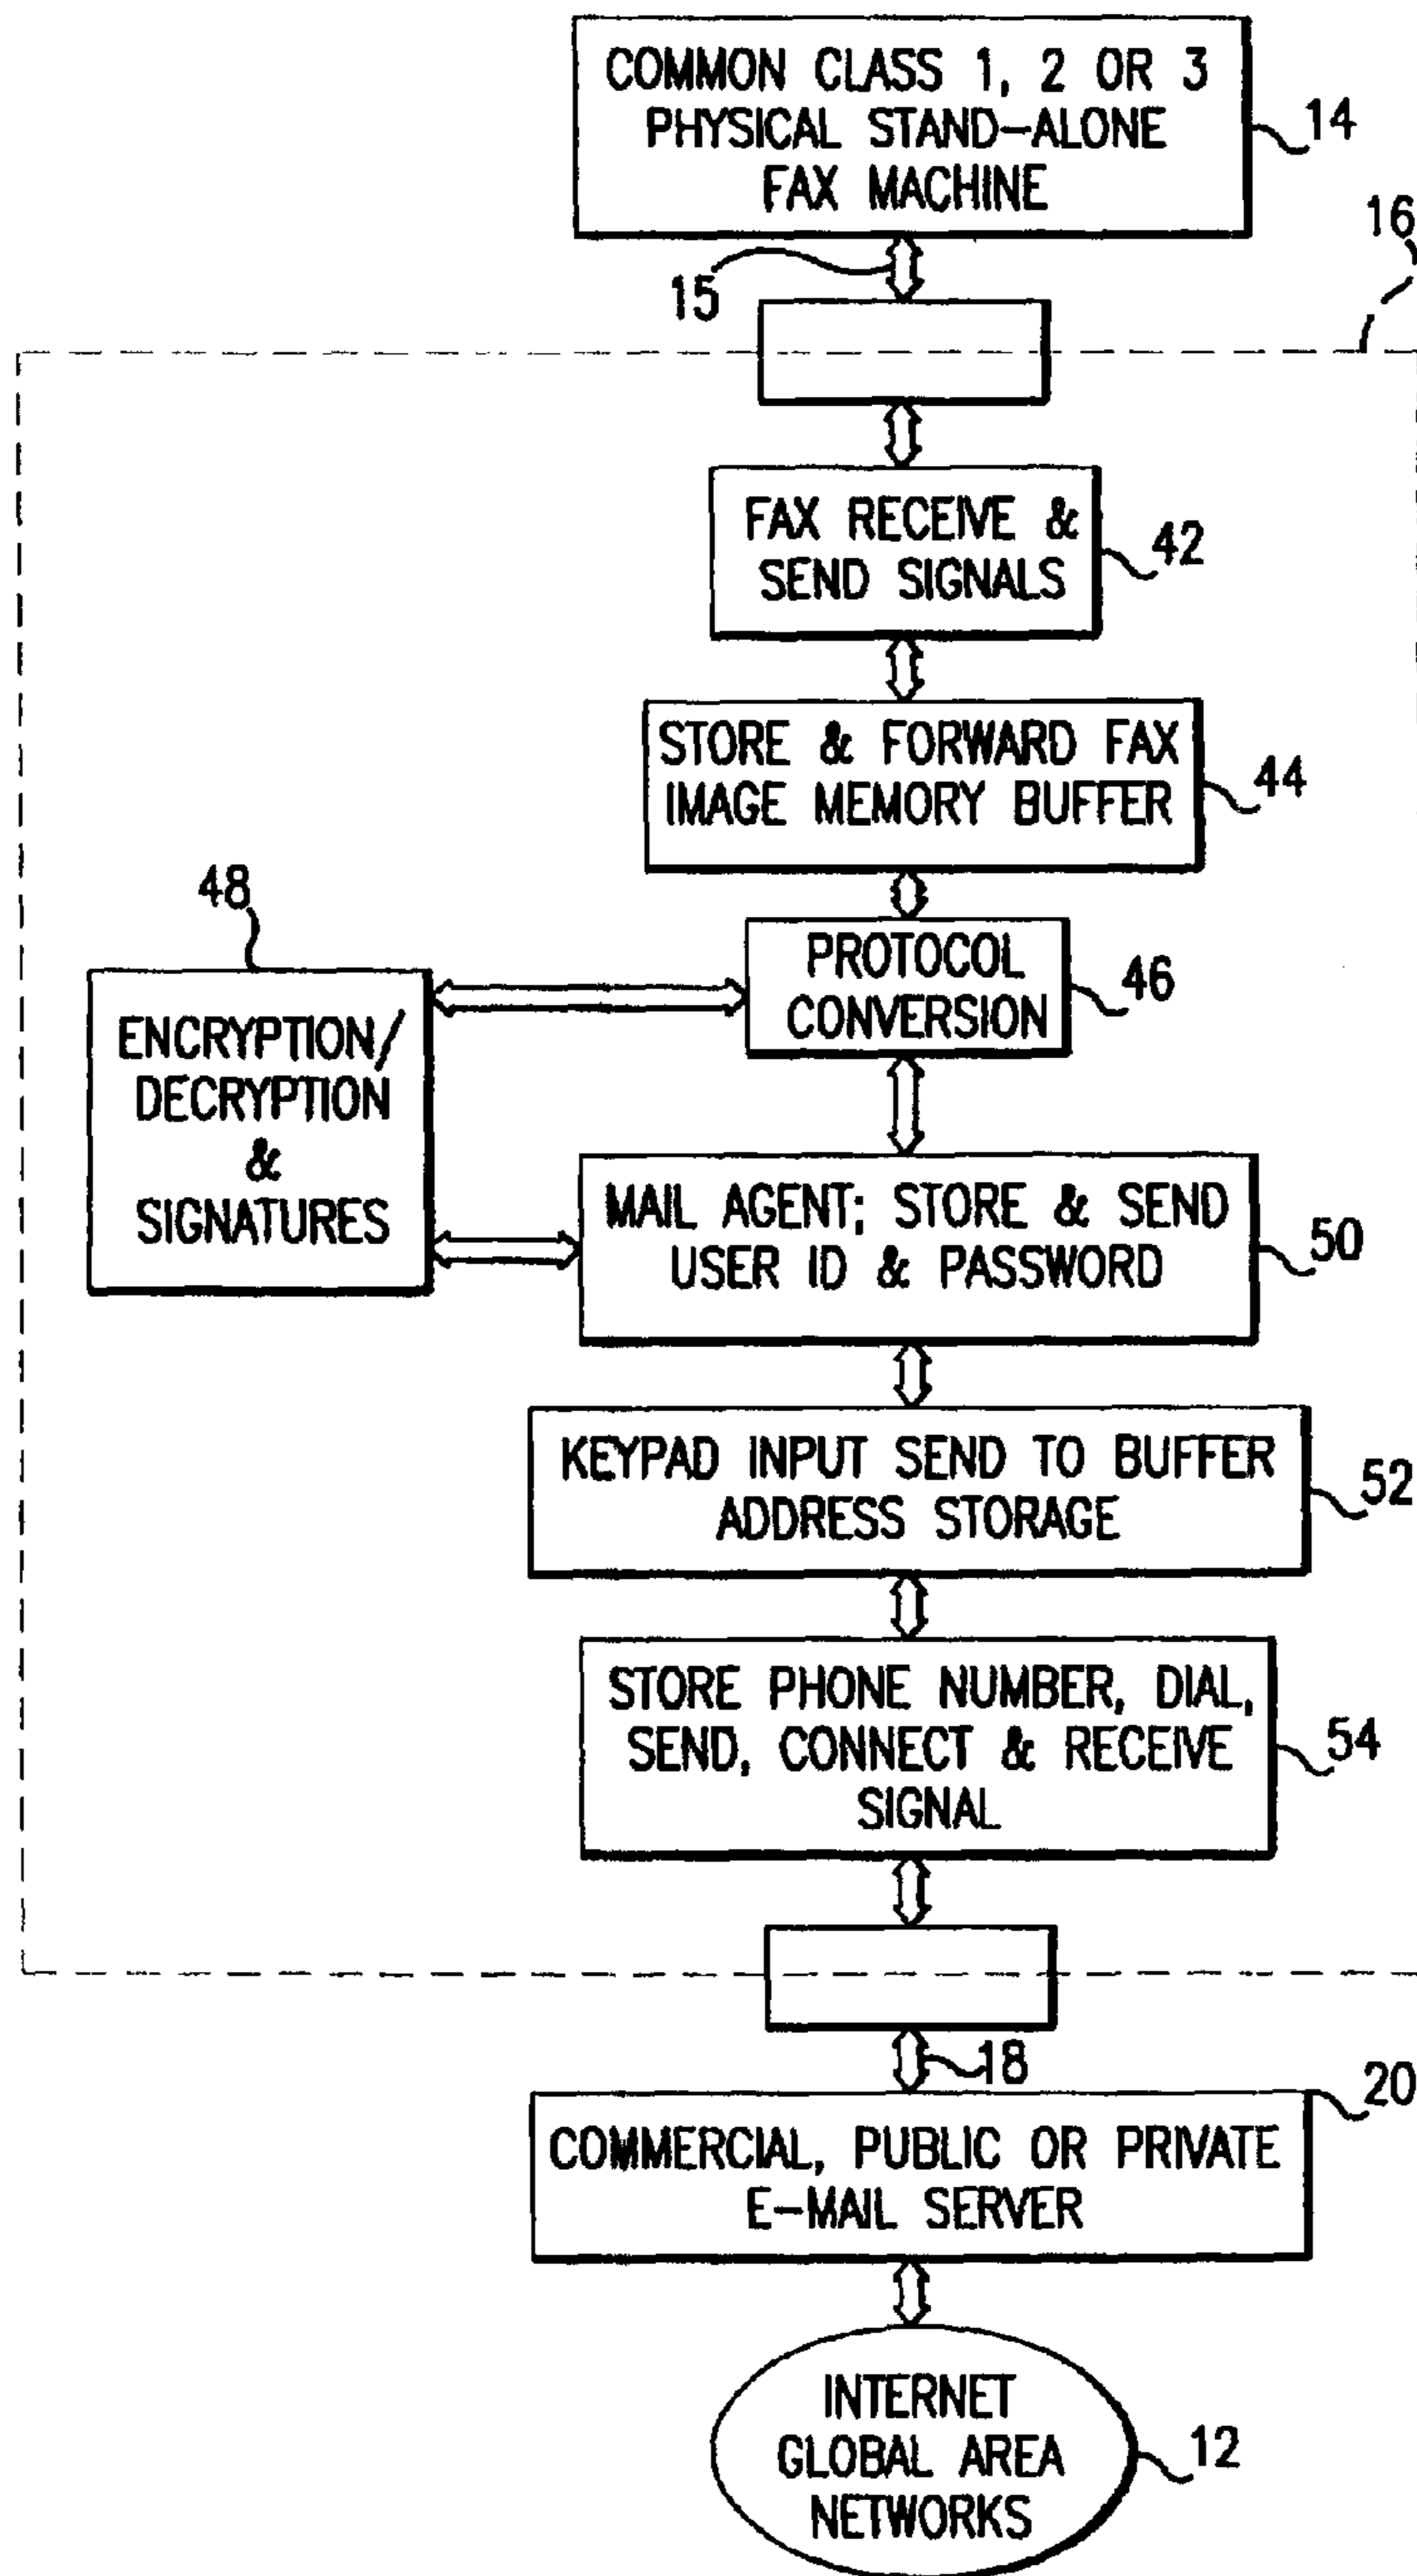 COMMON CLASS 1, 2 OR 3
PHYSICAL STAND-ALONE
FAX MACHINE
14
16
15
FAX RECEIVE &
SEND SIGNALS
42
STORE & FORWARD FAX
IMAGE MEMORY BUFFER
44
48
PROTOCOL
CONVERSION
46
ENCRYPTION/
DECRYPTION
&
SIGNATURES
MAIL AGENT; STORE & SEND
USER ID & PASSWORD
50
KEYPAD INPUT SEND TO BUFFER
ADDRESS STORAGE
52
STORE PHONE NUMBER, DIAL,
SEND, CONNECT & RECEIVE
SIGNAL
54
18
20
COMMERCIAL, PUBLIC OR PRIVATE
E-MAIL SERVER
INTERNET
GLOBAL AREA
NETWORKS
12